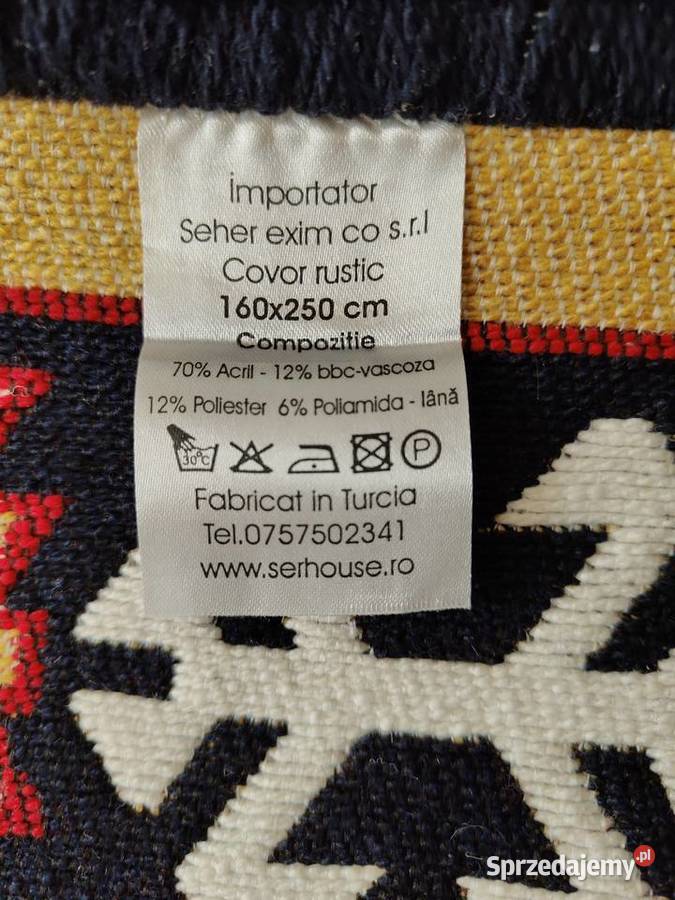 İmportator
Seher exim co s.r.l
Covor rustic
160x250 cm
Compozitie
70% Acril - 12% bbc-vascoza
12% Poliester 6% Poliamida - lână
30°C
P
Fabricat in Turcia
Tel.0757502341
www.serhouse.ro
Sprzedajemy.pl